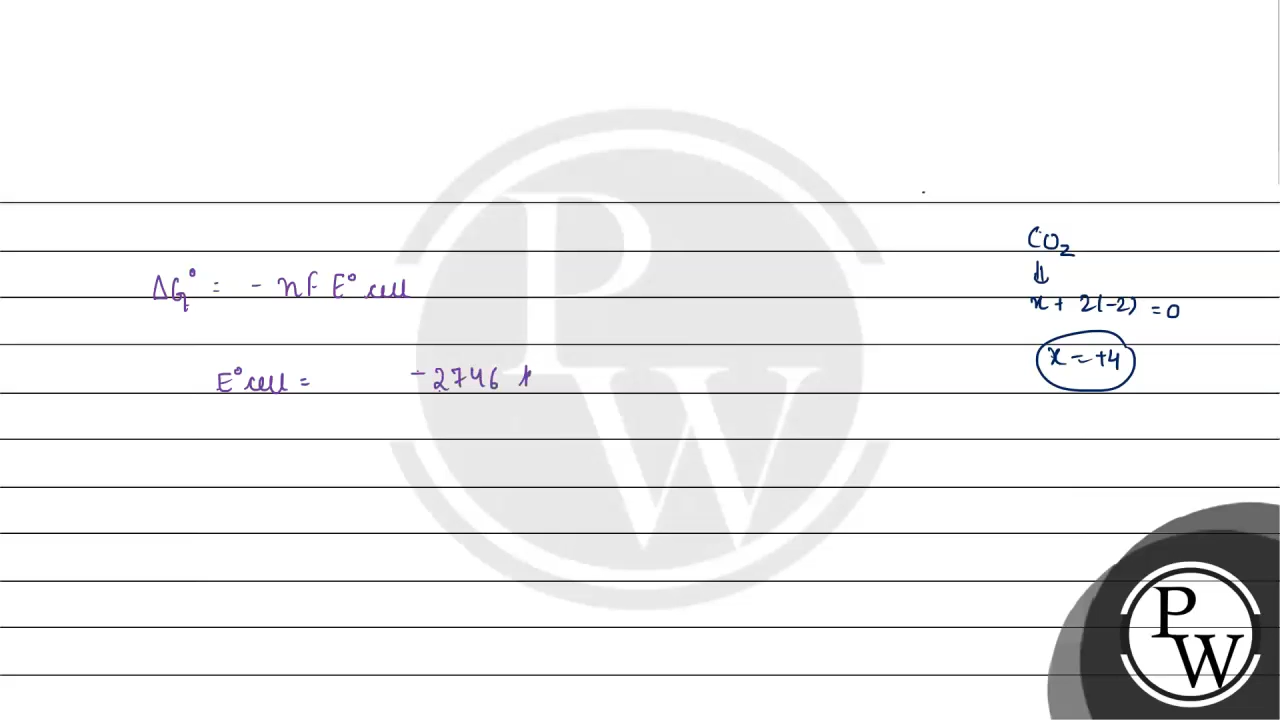 CO₂
↓
ΔG° = - nF E° cell
x + 2(-2) = 0
x = +4
E° cell = -2746
P
W
P
W